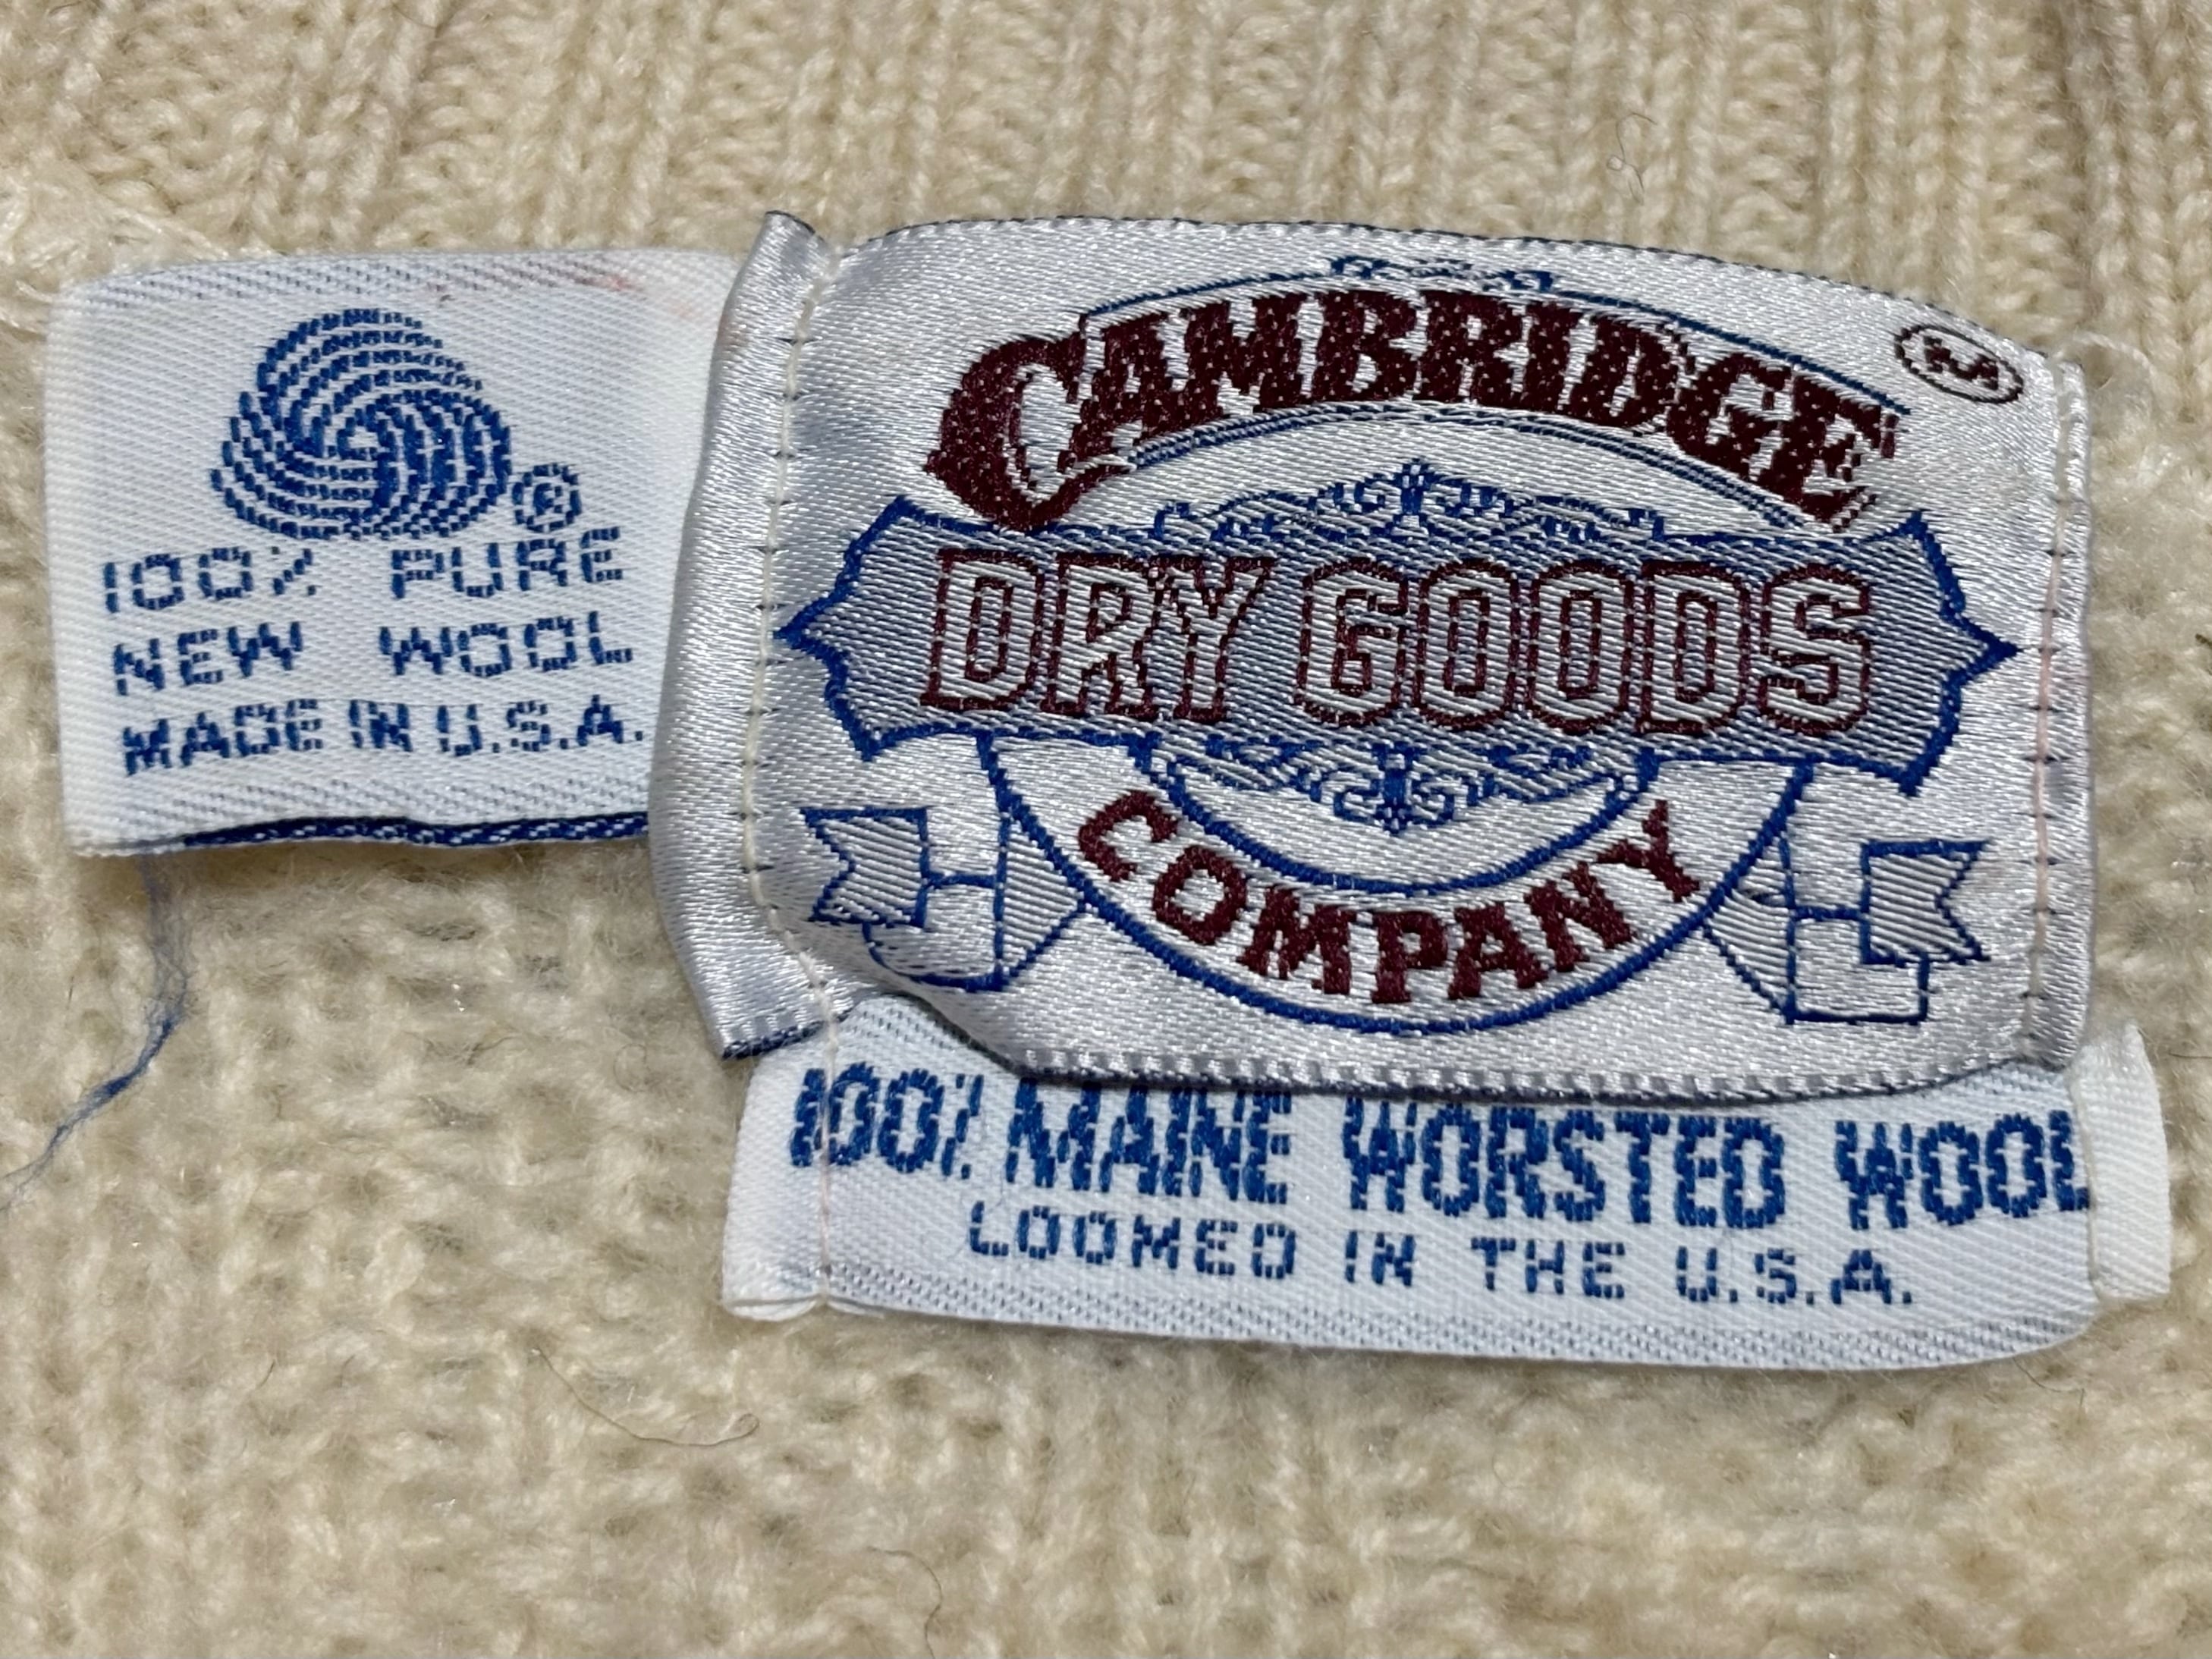 ®
100% PURE
NEW WOOL
MADE IN U.S.A.
CAMBRIDGE
M
DRY GOODS
COMPANY
100% MAINE WORSTED WOOL
LOOMED IN THE U.S.A.